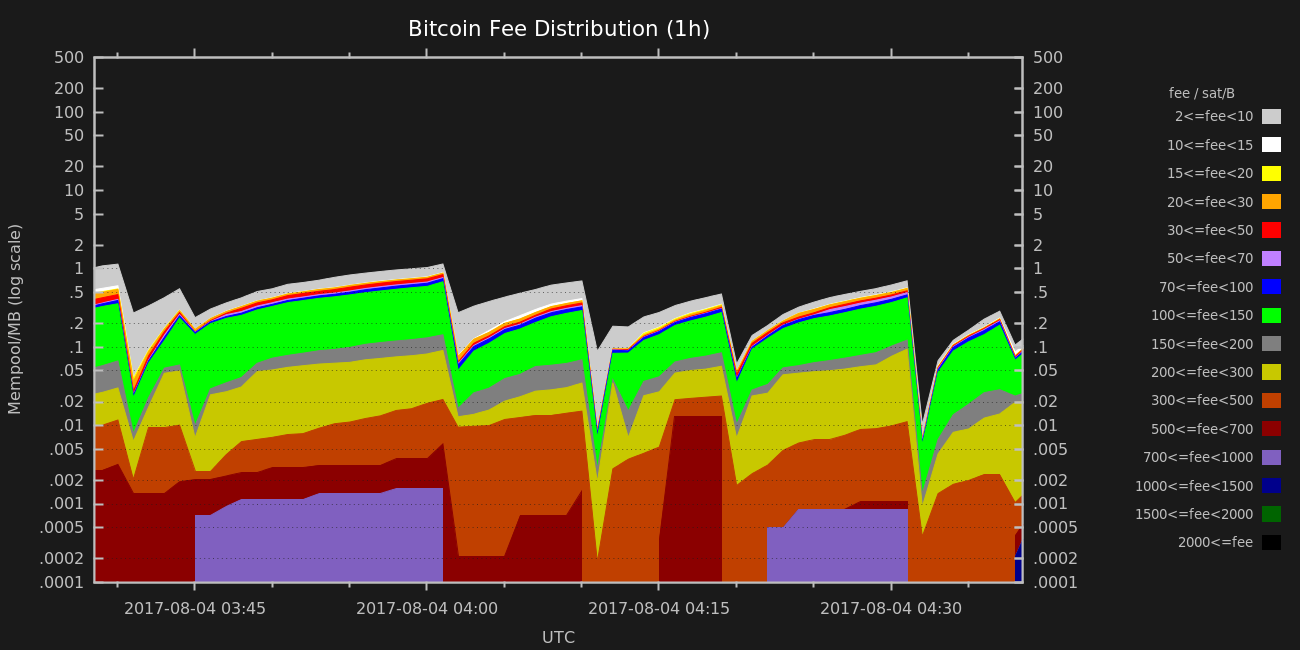 Bitcoin Fee Distribution (1h)
Mempool/MB (log scale)
500
200
100
50
20
10
5
2
1
.5
.2
.1
.05
.02
.01
.005
.002
.001
.0005
.0002
.0001
500
200
100
50
20
10
5
2
1
.5
.2
.1
.05
.02
.01
.005
.002
.001
.0005
.0002
.0001
2017-08-04 03:45
2017-08-04 04:00
2017-08-04 04:15
2017-08-04 04:30
UTC
fee / sat/B
2<=fee<10
10<=fee<15
15<=fee<20
20<=fee<30
30<=fee<50
50<=fee<70
70<=fee<100
100<=fee<150
150<=fee<200
200<=fee<300
300<=fee<500
500<=fee<700
700<=fee<1000
1000<=fee<1500
1500<=fee<2000
2000<=fee